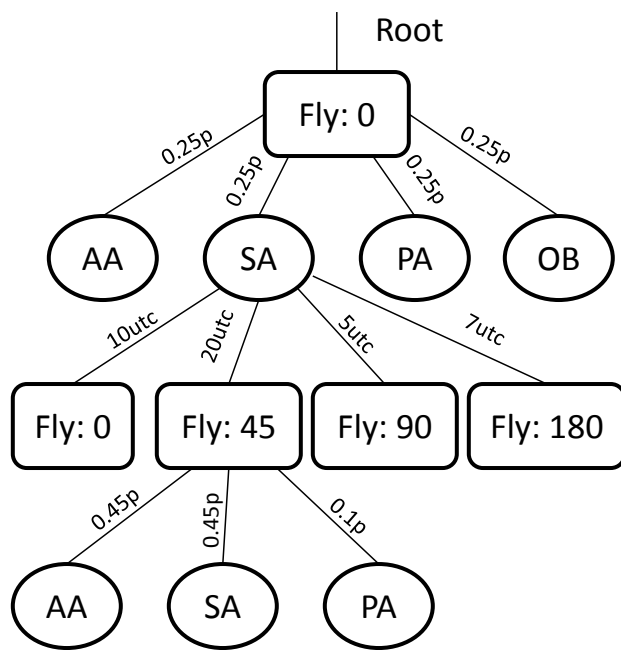 Root
Fly: 0
0.25p
0.25p
0.25p
0.25p
AA
SA
PA
OB
10utc
20utc
5utc
7utc
Fly: 0
Fly: 45
Fly: 90
Fly: 180
0.45p
0.45p
0.1p
AA
SA
PA